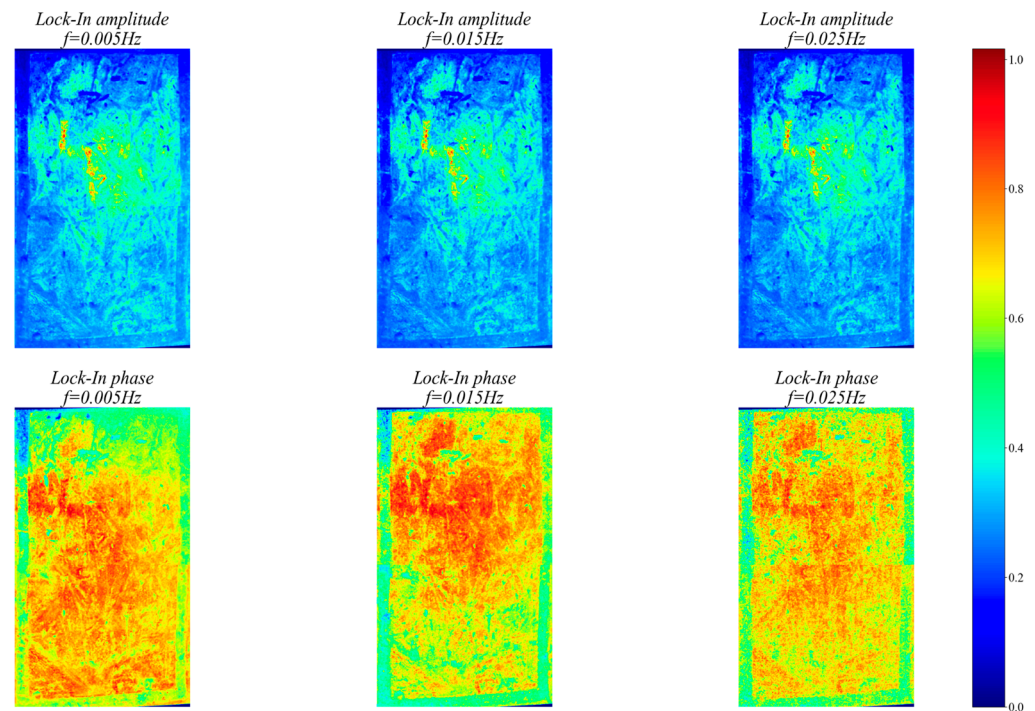 Lock-In amplitude
f=0.005Hz
Lock-In amplitude
f=0.015Hz
Lock-In amplitude
f=0.025Hz
Lock-In phase
f=0.005Hz
Lock-In phase
f=0.015Hz
Lock-In phase
f=0.025Hz
1.0
0.8
0.6
0.4
0.2
0.0